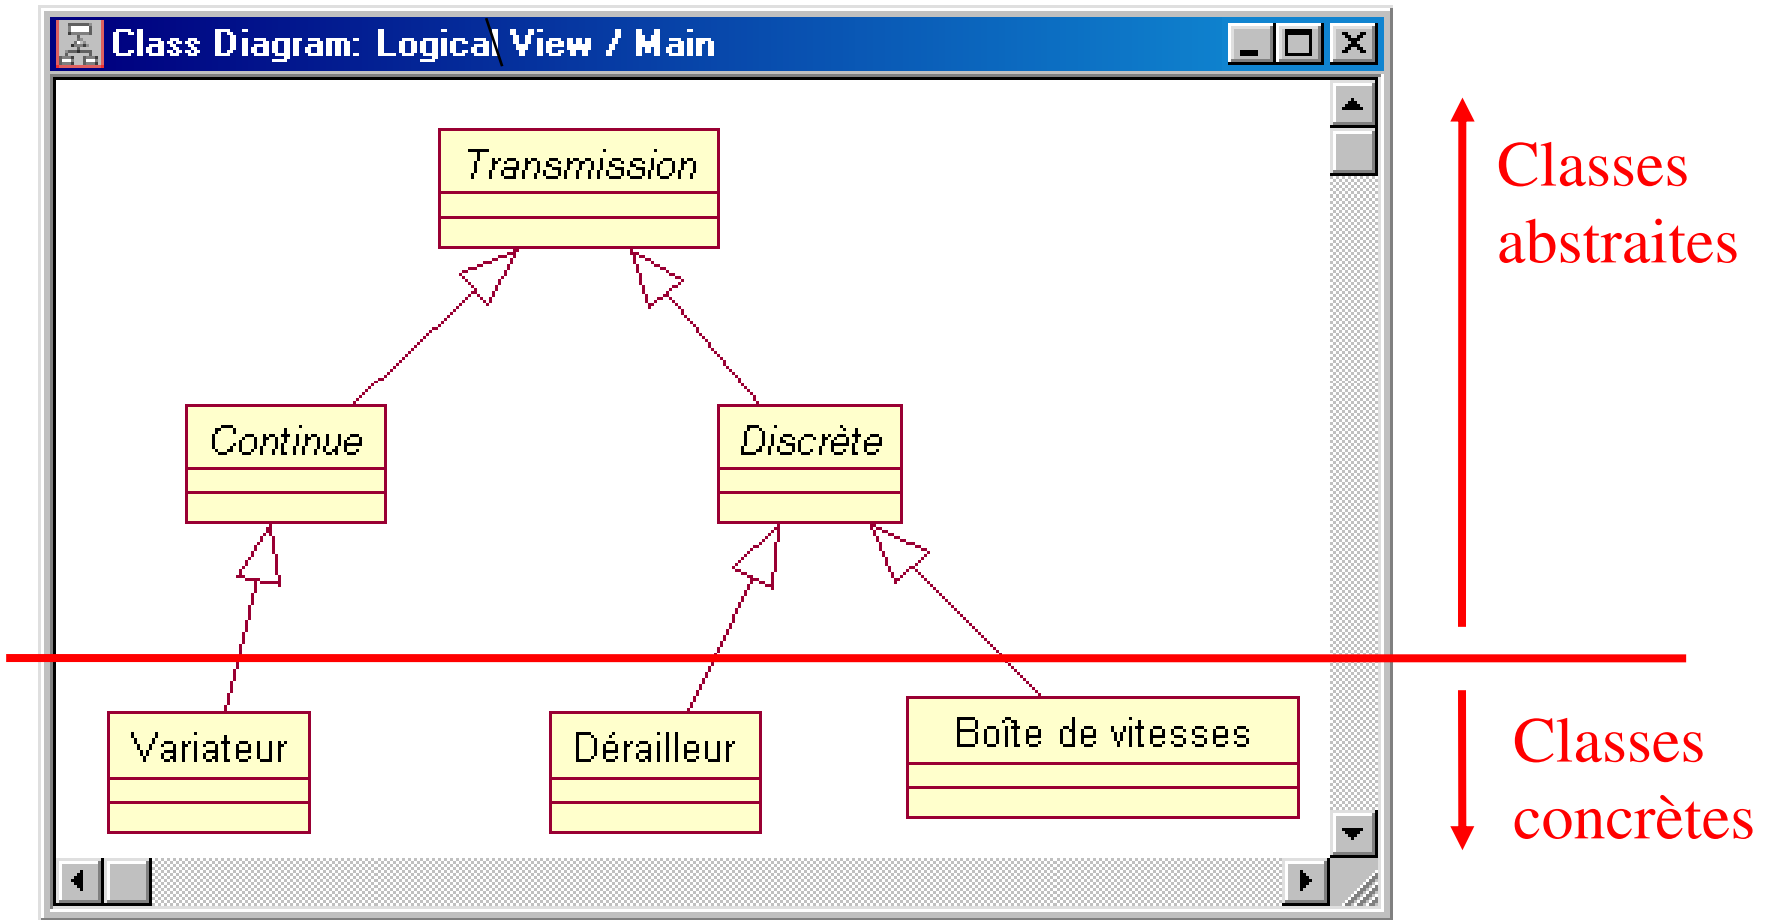 Class Diagram: Logical View / Main
Transmission
Classes
abstraites
Continue
Discrète
Variateur
Dérailleur
Boîte de vitesses
Classes
concrètes